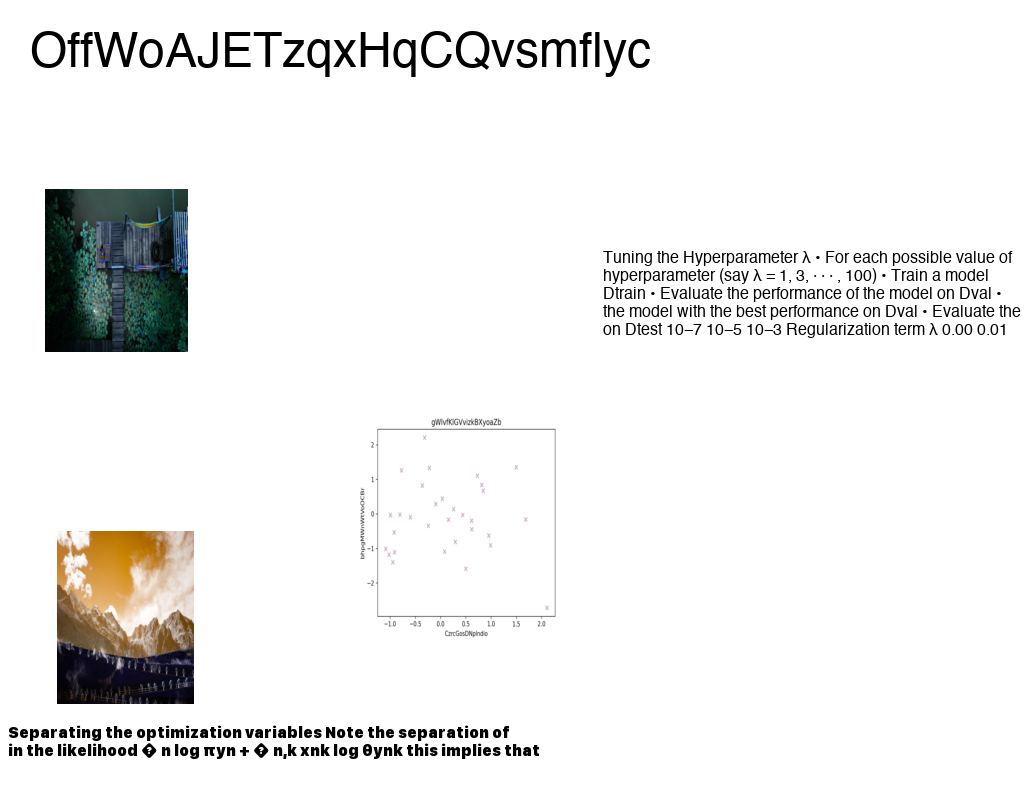 OffWoAJETzqxHqCQvsmflyc
Tuning the Hyperparameter λ • For each possible value of
hyperparameter (say λ = 1, 3, · · · , 100) • Train a model
Dtrain • Evaluate the performance of the model on Dval •
the model with the best performance on Dval • Evaluate the
on Dtest 10–7 10–5 10–3 Regularization term λ 0.00 0.01
2
1
0
−1
−2
−1.0 −0.5 0.0 0.5 1.0 1.5 2.0
Separating the optimization variables Note the separation of
in the likelihood � n log πyn + � n,k xnk log θynk this implies that